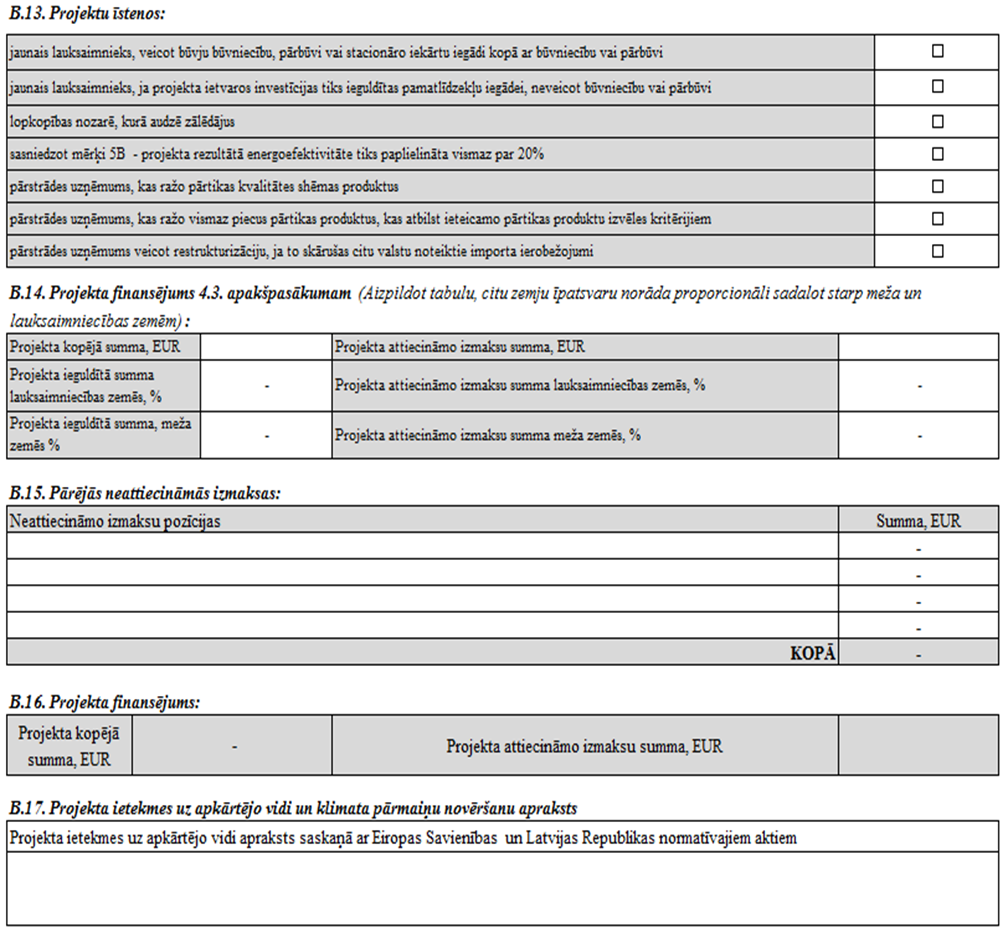 B.13. Projektu īstenos:
jaunais lauksaimnieks, veicot būvju būvniecību, pārbūvi vai stacionāro iekārtu iegādi kopā ar būvniecību vai pārbūvi ☐
jaunais lauksaimnieks, ja projekta ietvaros investīcijas tiks ieguldītas pamatlīdzekļu iegādei, neveicot būvniecību vai pārbūvi ☐
lopkopības nozarē, kurā audzē zālēdājus ☐
sasniedzot mērķi 5B - projekta rezultātā energoefektivitāte tiks paplielināta vismaz par 20% ☐
pārstrādes uzņēmums, kas ražo pārtikas kvalitātes shēmas produktus ☐
pārstrādes uzņēmums, kas ražo vismaz piecus pārtikas produktus, kas atbilst ieteicamo pārtikas produktu izvēles kritērijiem ☐
pārstrādes uzņēmums veicot restrukturizāciju, ja to skārušas citu valstu noteiktie importa ierobežojumi ☐
B.14. Projekta finansējums 4.3. apakšpasākumam (Aizpildot tabulu, citu zemju īpatsvaru norāda proporcionāli sadalot starp meža un
lauksaimniecības zemēm) :
Projekta kopējā summa, EUR Projekta attiecināmo izmaksu summa, EUR
Projekta ieguldītā summa
lauksaimniecības zemēs, % - Projekta attiecināmo izmaksu summa lauksaimniecības zemēs, % -
Projekta ieguldītā summa, meža
zemēs % - Projekta attiecināmo izmaksu summa meža zemēs, % -
B.15. Pārējās neattiecināmās izmaksas:
Neattiecināmo izmaksu pozīcijas Summa, EUR
-
-
-
-
KOPĀ -
B.16. Projekta finansējums:
Projekta kopējā
summa, EUR - Projekta attiecināmo izmaksu summa, EUR
B.17. Projekta ietekmes uz apkārtējo vidi un klimata pārmaiņu novēršanu apraksts
Projekta ietekmes uz apkārtējo vidi apraksts saskaņā ar Eiropas Savienības un Latvijas Republikas normatīvajiem aktiem